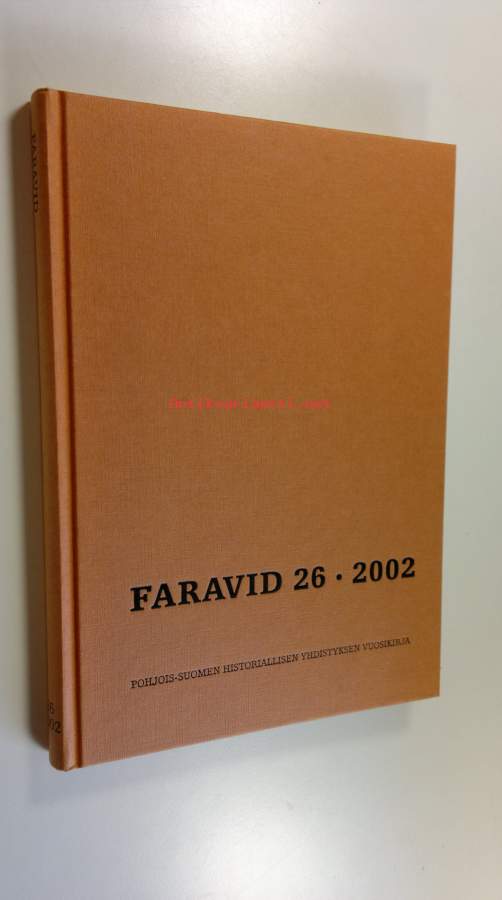 FARAVID
FARAVID 26 · 2002
POHJOIS-SUOMEN HISTORIALLISEN YHDISTYKSEN VUOSIKIRJA